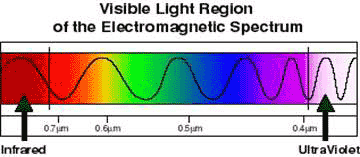 Visible Light Region
of the Electromagnetic Spectrum
0.7µm 0.6µm 0.5µm 0.4µm
Infrared UltraViolet